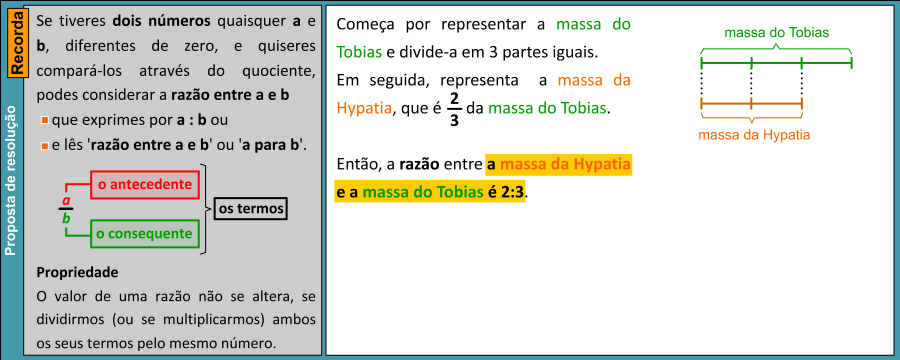 Recorda
Proposta de resolução
Se tiveres dois números quaisquer a e
b, diferentes de zero, e quiseres
compará-los através do quociente,
podes considerar a razão entre a e b
que exprimes por a : b ou
e lês 'razão entre a e b' ou 'a para b'.
a
b
o antecedente
o consequente
os termos
Propriedade
O valor de uma razão não se altera, se
dividirmos (ou se multiplicarmos) ambos
os seus termos pelo mesmo número.
Começa por representar a massa do
Tobias e divide-a em 3 partes iguais.
Em seguida, representa a massa da
Hypatia, que é 2/3 da massa do Tobias.
Então, a razão entre a massa da Hypatia
e a massa do Tobias é 2:3.
massa do Tobias
massa da Hypatia